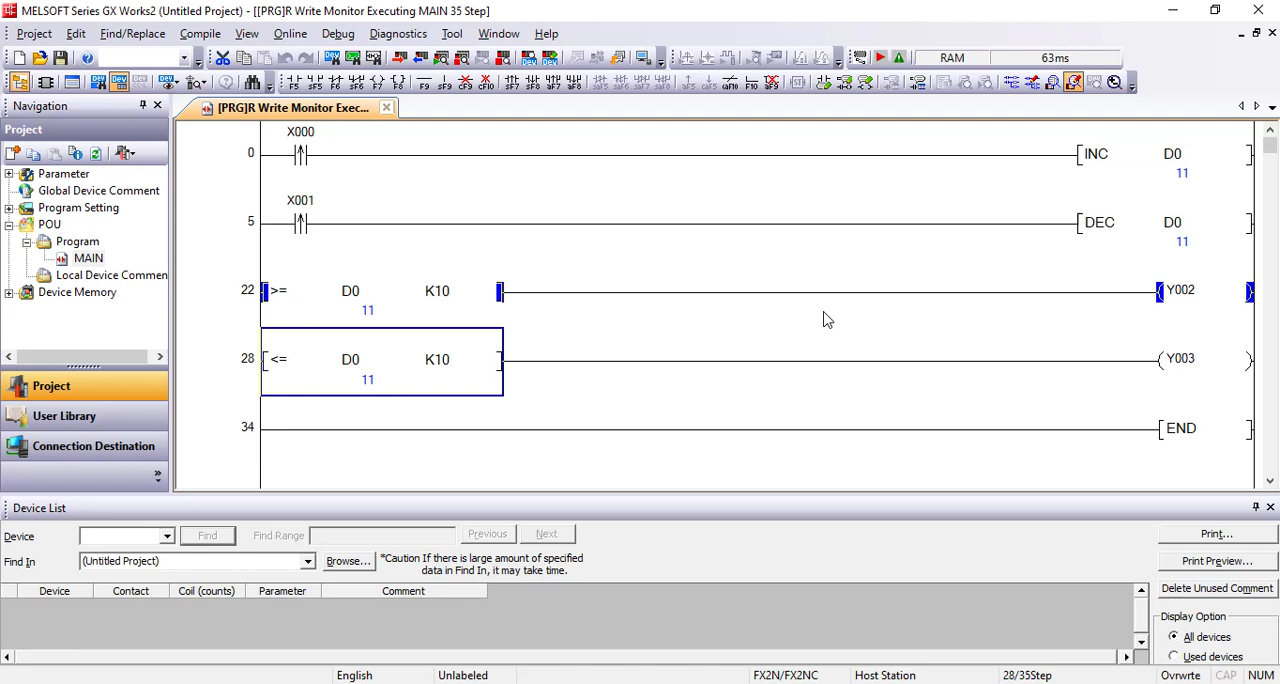 MELSOFT Series GX Works2 (Untitled Project) - [[PRG]R Write Monitor Executing MAIN 35 Step]
Project Edit Find/Replace Compile View Online Debug Diagnostics Tool Window Help
RAM 63ms
Navigation
[PRG]R Write Monitor Exec...
Project
Parameter
Global Device Comment
Program Setting
POU
Program
MAIN
Local Device Commen
Device Memory
Project
User Library
Connection Destination
X000
0 INC D0
11
X001
5 DEC D0
11
22 >= D0 K10 Y002
11
28 <= D0 K10 Y003
11
34 END
Device List
Device Find Find Range Previous Next Print...
Find In (Untitled Project) Browse... *Caution If there is large amount of specified
data in Find In, it may take time.
Print Preview...
Device Contact Coil (counts) Parameter Comment
Delete Unused Comment
Display Option
All devices
Used devices
English Unlabeled FX2N/FX2NC Host Station 28/35Step Ovrwrte CAP NUM